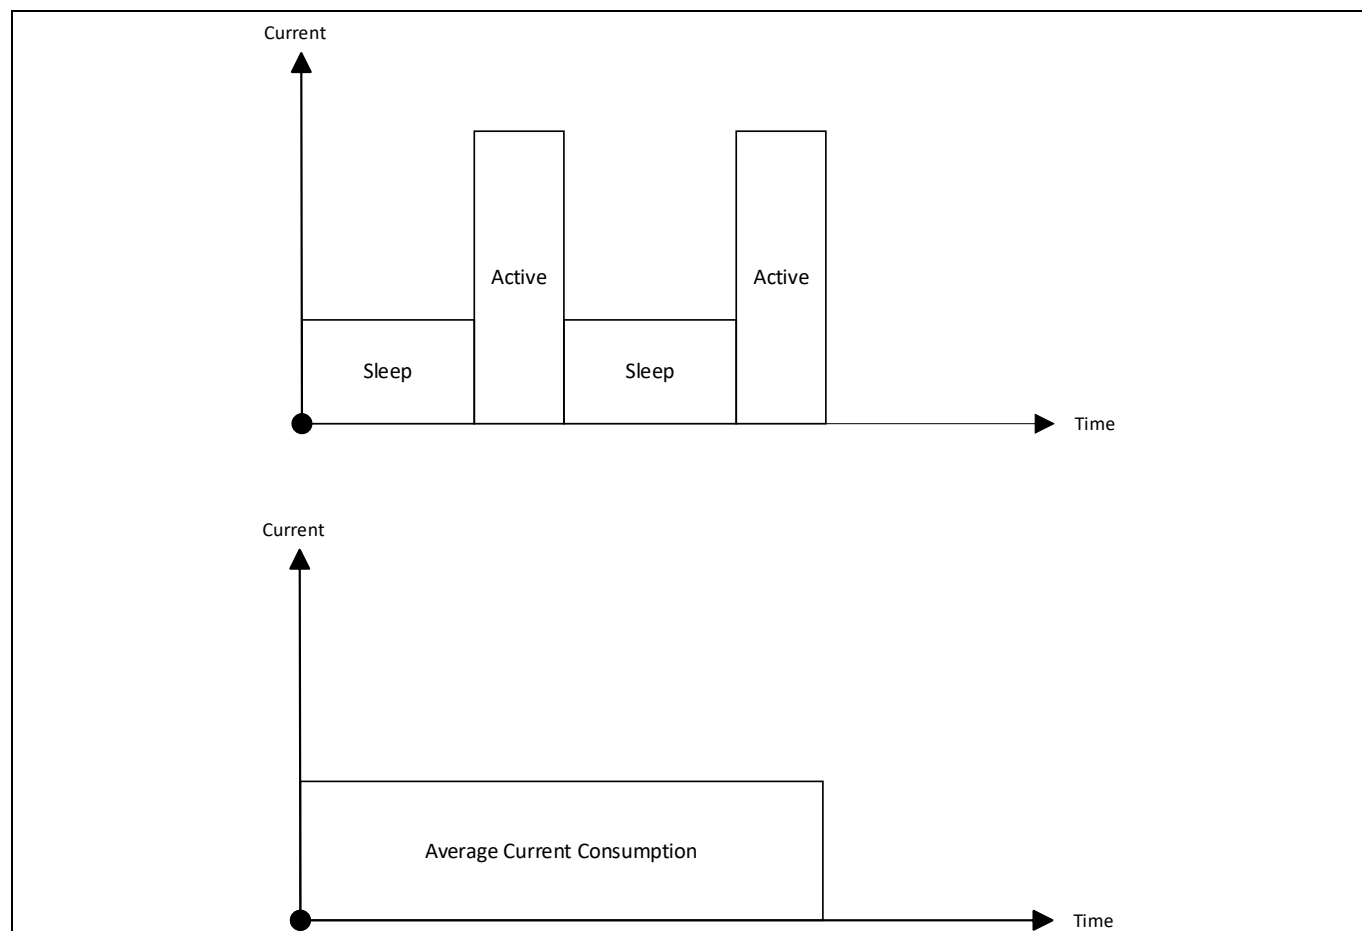 Current
Active
Active
Sleep
Sleep
Time
Current
Average Current Consumption
Time